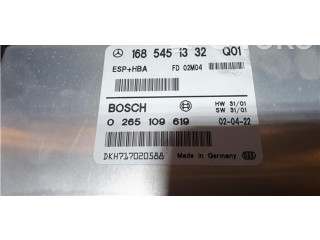 168 545 13 32 Q01
ESP+HBA FD 02M04
BOSCH HW 31/01
SW 31/01
0 265 109 619 02-04-22
DKH717020588 Made in Germany